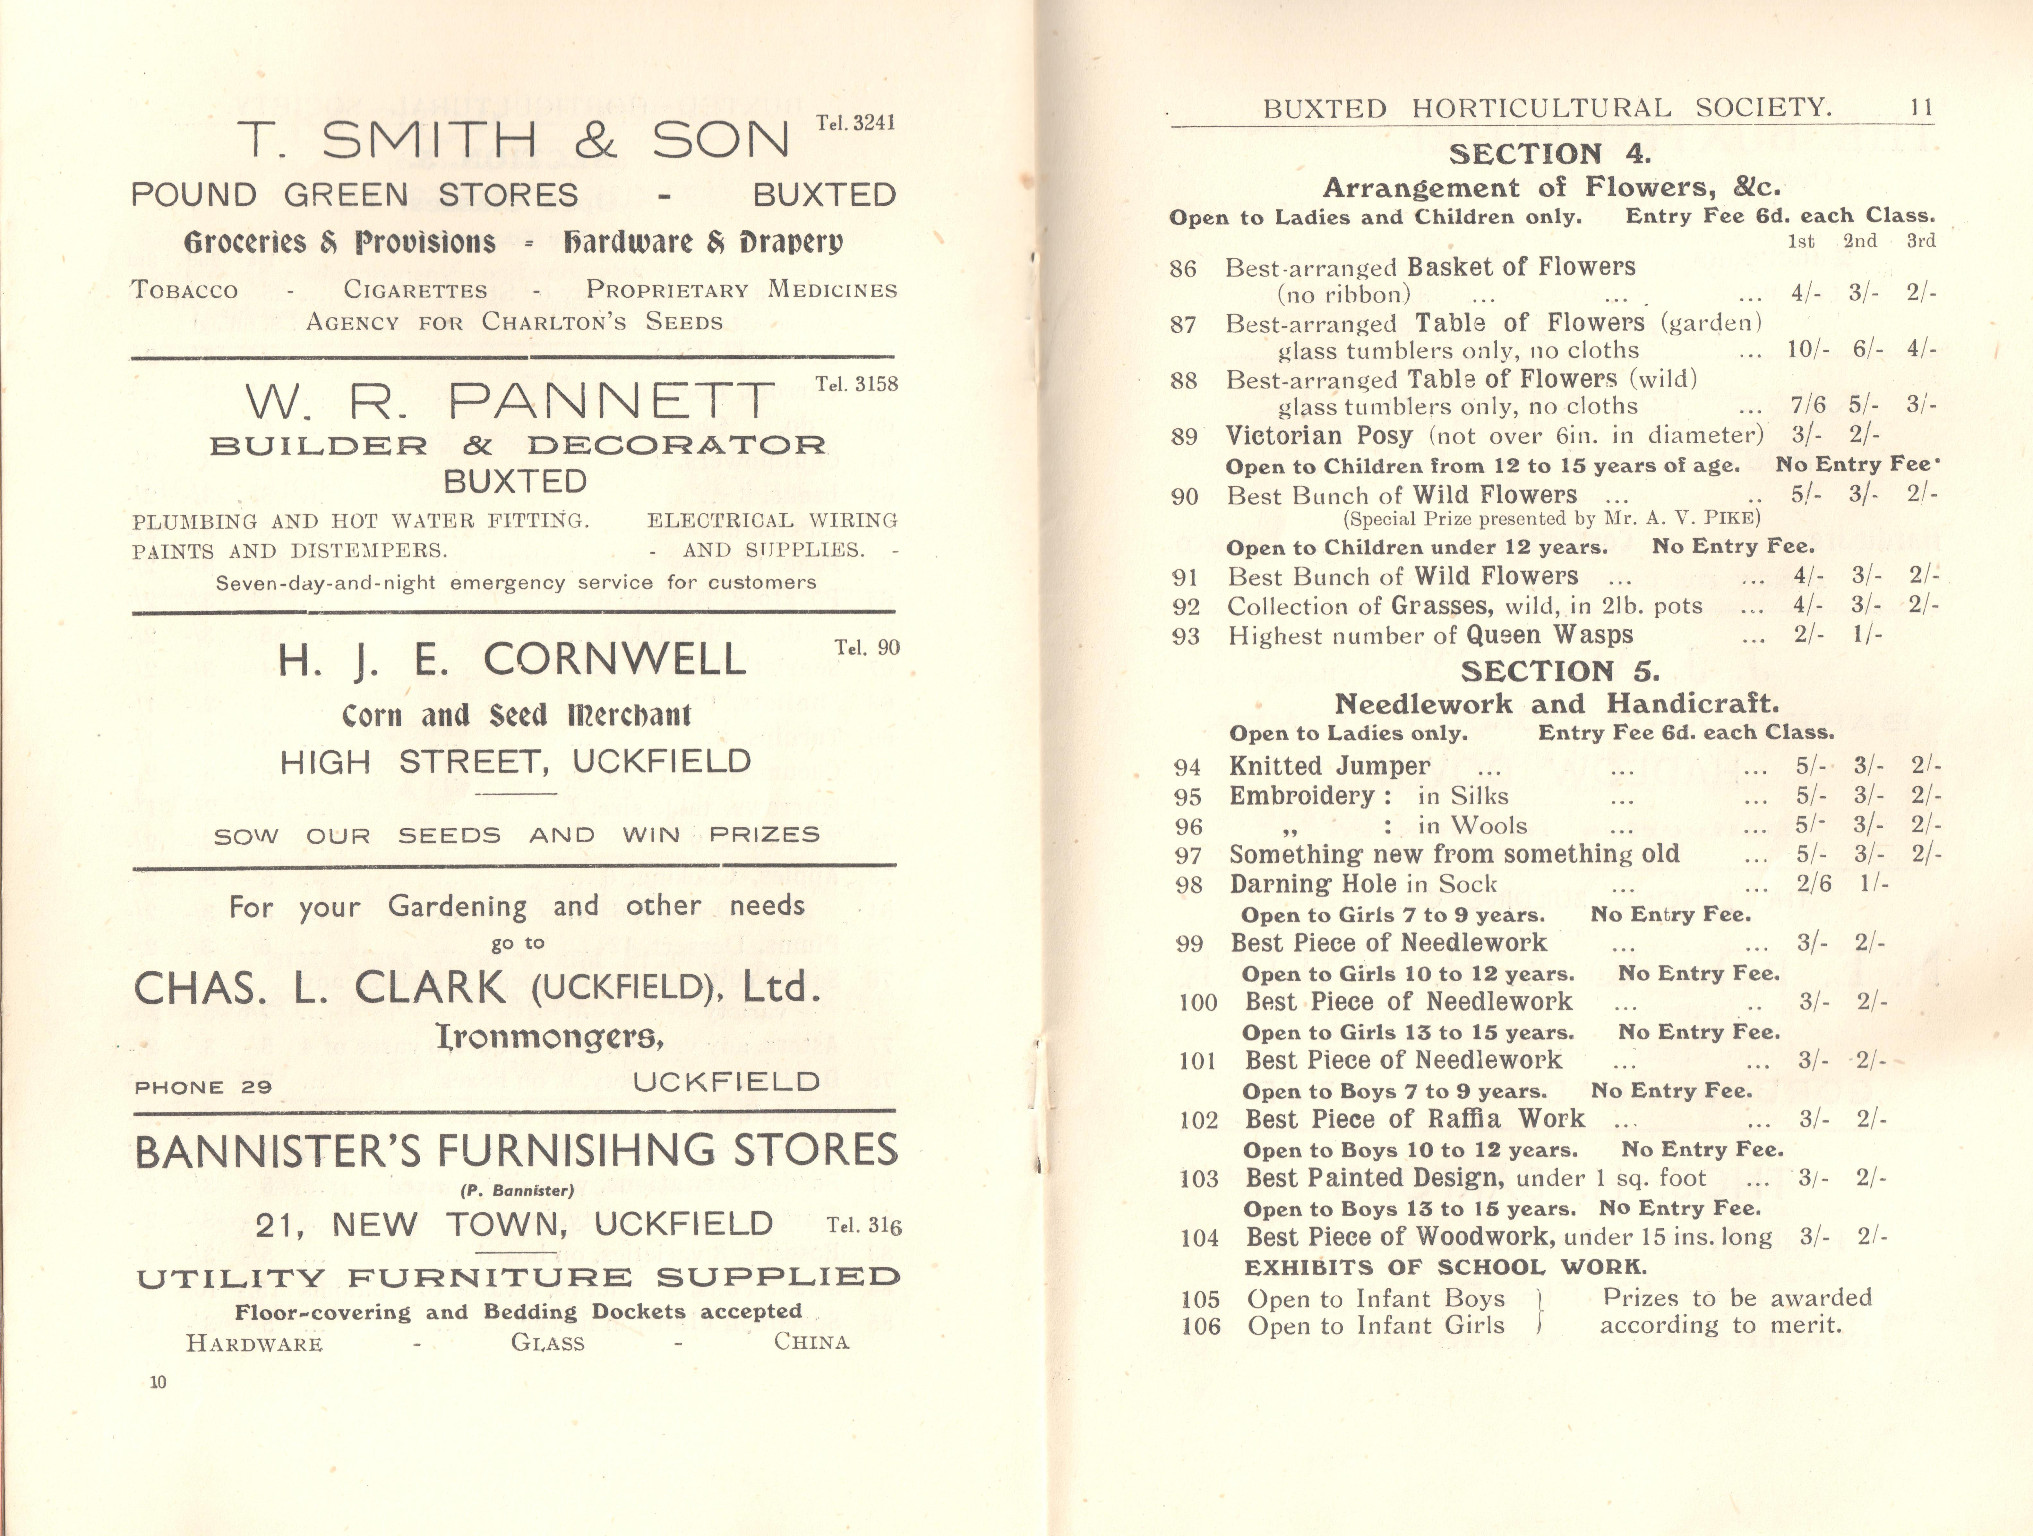 T. SMITH & SON Tel. 3241
POUND GREEN STORES - BUXTED
Groceries & Provisions - Hardware & Drapery
TOBACCO - CIGARETTES - PROPRIETARY MEDICINES
AGENCY FOR CHARLTON'S SEEDS
W. R. PANNETT Tel. 3158
BUILDER & DECORATOR
BUXTED
PLUMBING AND HOT WATER FITTING. ELECTRICAL WIRING
PAINTS AND DISTEMPERS. - AND SUPPLIES. -
Seven-day-and-night emergency service for customers
H. J. E. CORNWELL Tel. 90
Corn and Seed Merchant
HIGH STREET, UCKFIELD
SOW OUR SEEDS AND WIN PRIZES
For your Gardening and other needs
go to
CHAS. L. CLARK (UCKFIELD), Ltd.
Ironmongers,
PHONE 29 UCKFIELD
BANNISTER'S FURNISIHNG STORES
(P. Bannister)
21, NEW TOWN, UCKFIELD Tel. 316
UTILITY FURNITURE SUPPLIED
Floor-covering and Bedding Dockets accepted
HARDWARE - GLASS - CHINA
10
BUXTED HORTICULTURAL SOCIETY. 11
SECTION 4.
Arrangement of Flowers, &c.
Open to Ladies and Children only. Entry Fee 6d. each Class.
1st 2nd 3rd
86 Best-arranged Basket of Flowers
(no ribbon) ... ... ... 4/- 3/- 2/-
87 Best-arranged Table of Flowers (garden)
glass tumblers only, no cloths ... 10/- 6/- 4/-
88 Best-arranged Table of Flowers (wild)
glass tumblers only, no cloths ... 7/6 5/- 3/-
89 Victorian Posy (not over 6in. in diameter) 3/- 2/-
Open to Children from 12 to 15 years of age. No Entry Fee.
90 Best Bunch of Wild Flowers ... .. 5/- 3/- 2/-
(Special Prize presented by Mr. A. V. PIKE)
Open to Children under 12 years. No Entry Fee.
91 Best Bunch of Wild Flowers ... ... 4/- 3/- 2/-
92 Collection of Grasses, wild, in 2lb. pots ... 4/- 3/- 2/-
93 Highest number of Queen Wasps ... 2/- 1/-
SECTION 5.
Needlework and Handicraft.
Open to Ladies only. Entry Fee 6d. each Class.
94 Knitted Jumper ... ... ... 5/- 3/- 2/-
95 Embroidery : in Silks ... ... 5/- 3/- 2/-
96 ,, : in Wools ... ... 5/- 3/- 2/-
97 Something new from something old ... 5/- 3/- 2/-
98 Darning Hole in Sock ... ... 2/6 1/-
Open to Girls 7 to 9 years. No Entry Fee.
99 Best Piece of Needlework ... ... 3/- 2/-
Open to Girls 10 to 12 years. No Entry Fee.
100 Best Piece of Needlework ... .. 3/- 2/-
Open to Girls 13 to 15 years. No Entry Fee.
101 Best Piece of Needlework ... ... 3/- 2/-
Open to Boys 7 to 9 years. No Entry Fee.
102 Best Piece of Raffia Work ... ... 3/- 2/-
Open to Boys 10 to 12 years. No Entry Fee.
103 Best Painted Design, under 1 sq. foot ... 3/- 2/-
Open to Boys 13 to 15 years. No Entry Fee.
104 Best Piece of Woodwork, under 15 ins. long 3/- 2/-
EXHIBITS OF SCHOOL WORK.
105 Open to Infant Boys } Prizes to be awarded
106 Open to Infant Girls } according to merit.